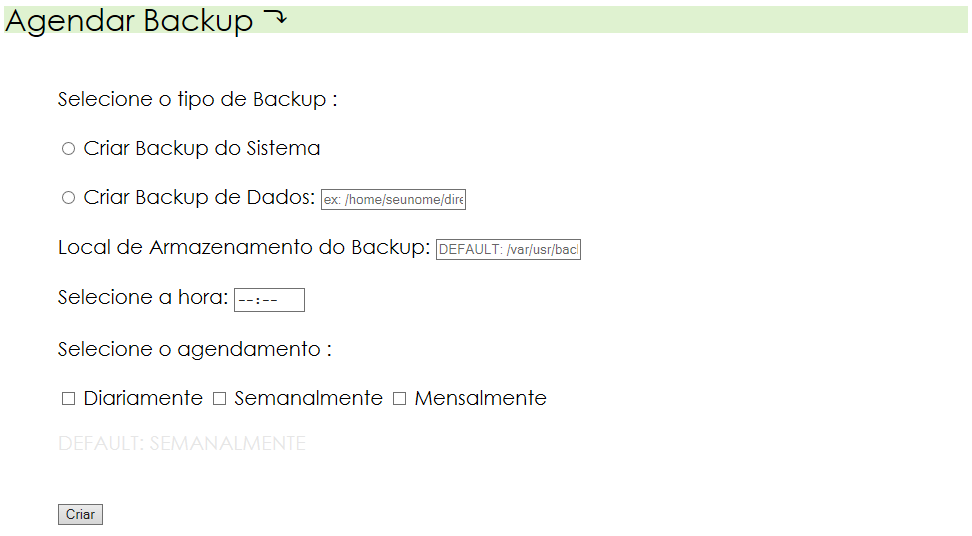 Agendar Backup
Selecione o tipo de Backup :
Criar Backup do Sistema
Criar Backup de Dados: ex: /home/seunome/dire
Local de Armazenamento do Backup: DEFAULT: /var/usr/bac
Selecione a hora: --:--
Selecione o agendamento :
Diariamente Semanalmente Mensalmente
DEFAULT: SEMANALMENTE
Criar